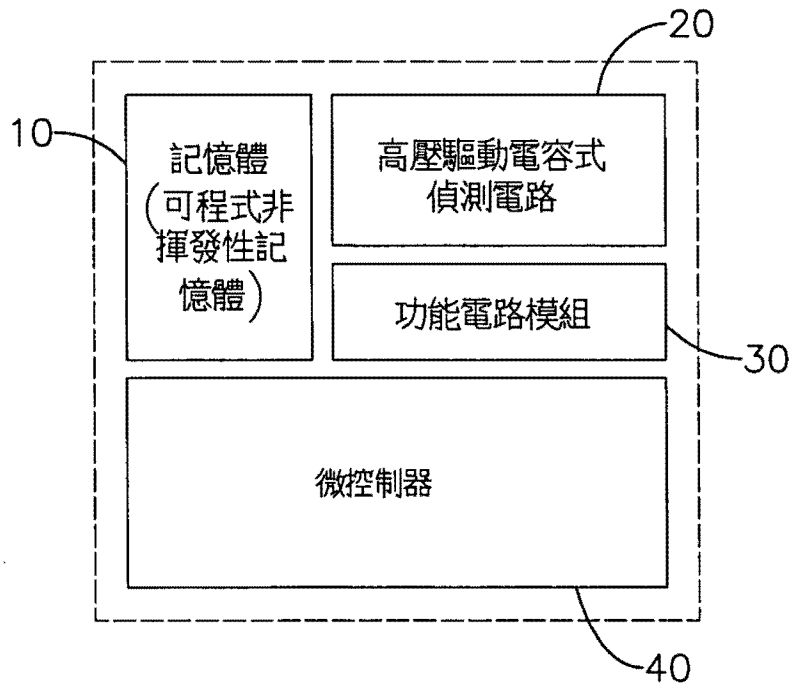 20
10
記憶體
(可程式非
揮發性記
憶體)
高壓驅動電容式
偵測電路
功能電路模組
30
微控制器
40